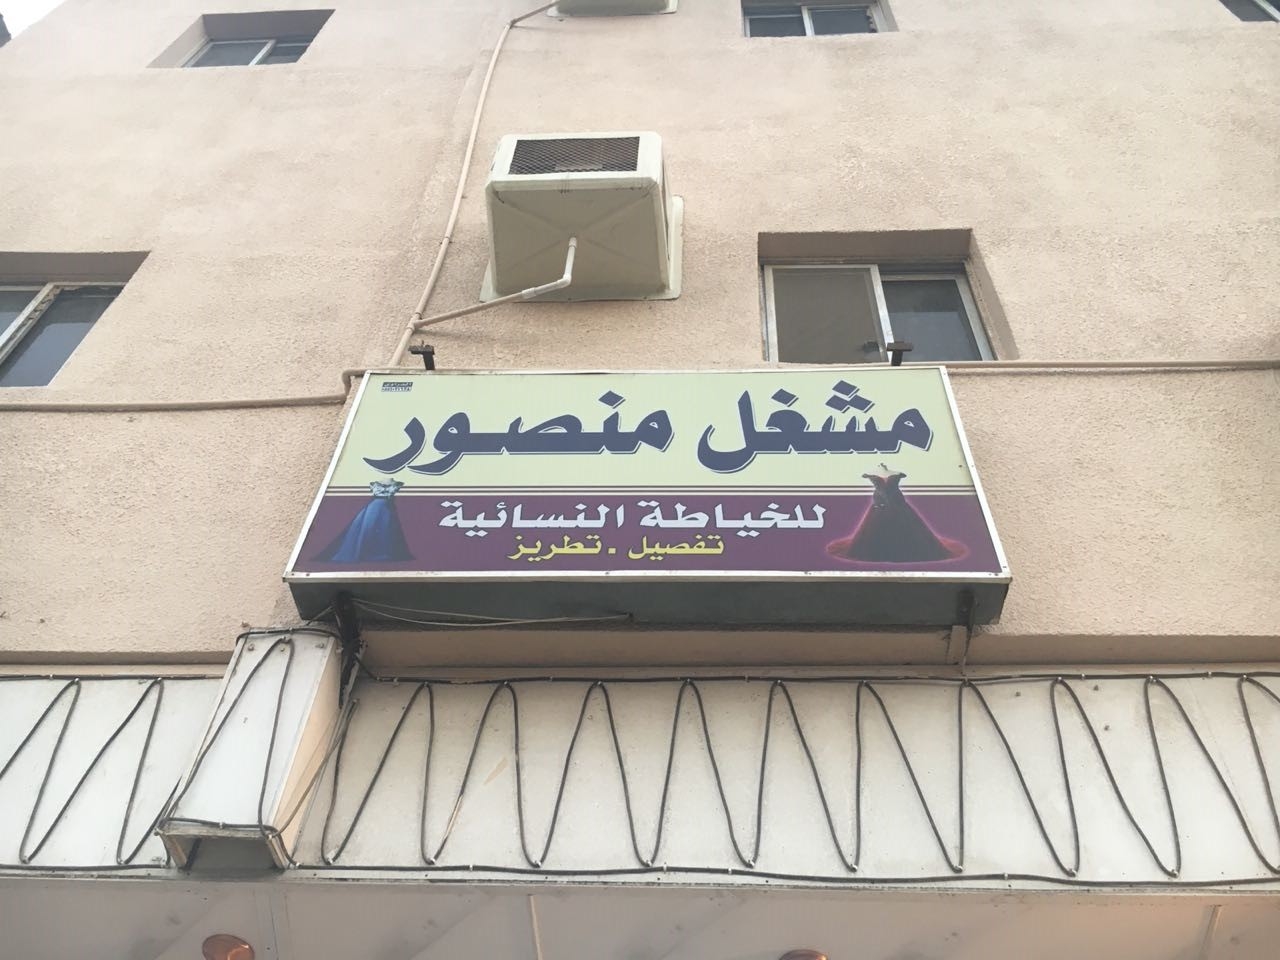 مشغل منصور
للخياطة النسائية
تفصيل . تطريز